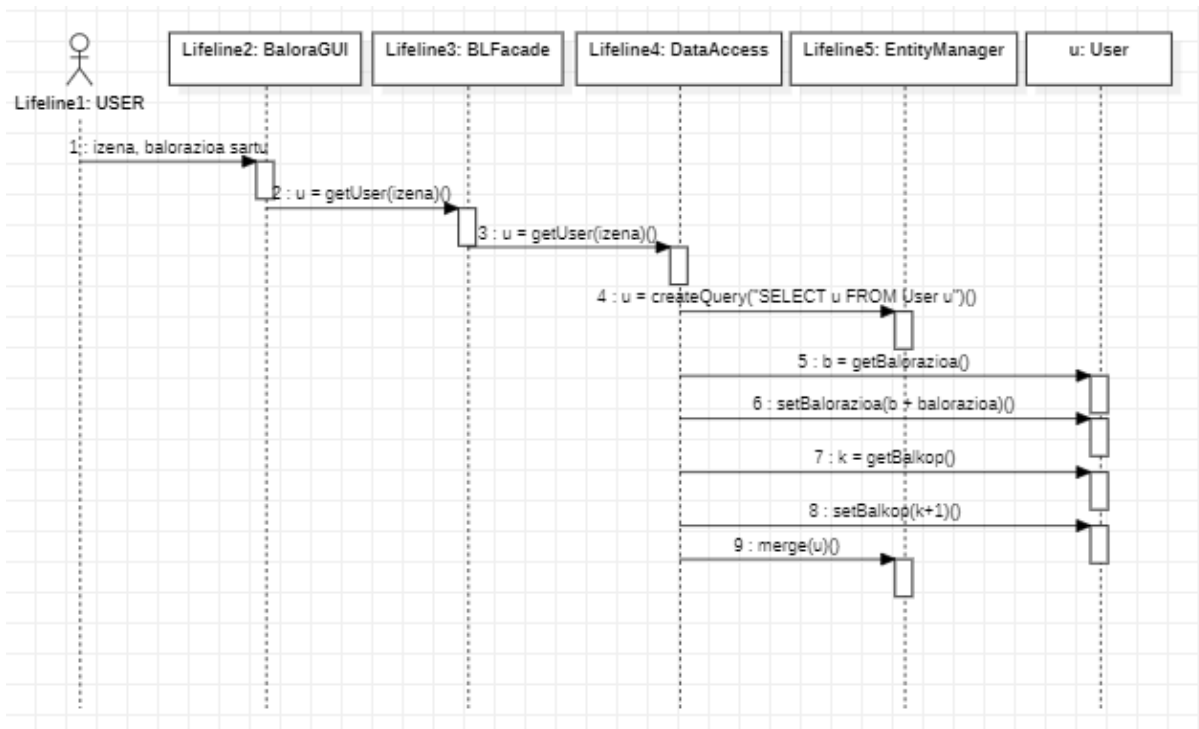 Lifeline2: BaloraGUI
Lifeline3: BLFacade
Lifeline4: DataAccess
Lifeline5: EntityManager
u: User
Lifeline1: USER
1 : izena, balorazioa sartu
2 : u = getUser(izena)()
3 : u = getUser(izena)()
4 : u = createQuery("SELECT u FROM User u")()
5 : b = getBalorazioa()
6 : setBalorazioa(b + balorazioa)()
7 : k = getBalkop()
8 : setBalkop(k+1)()
9 : merge(u)()